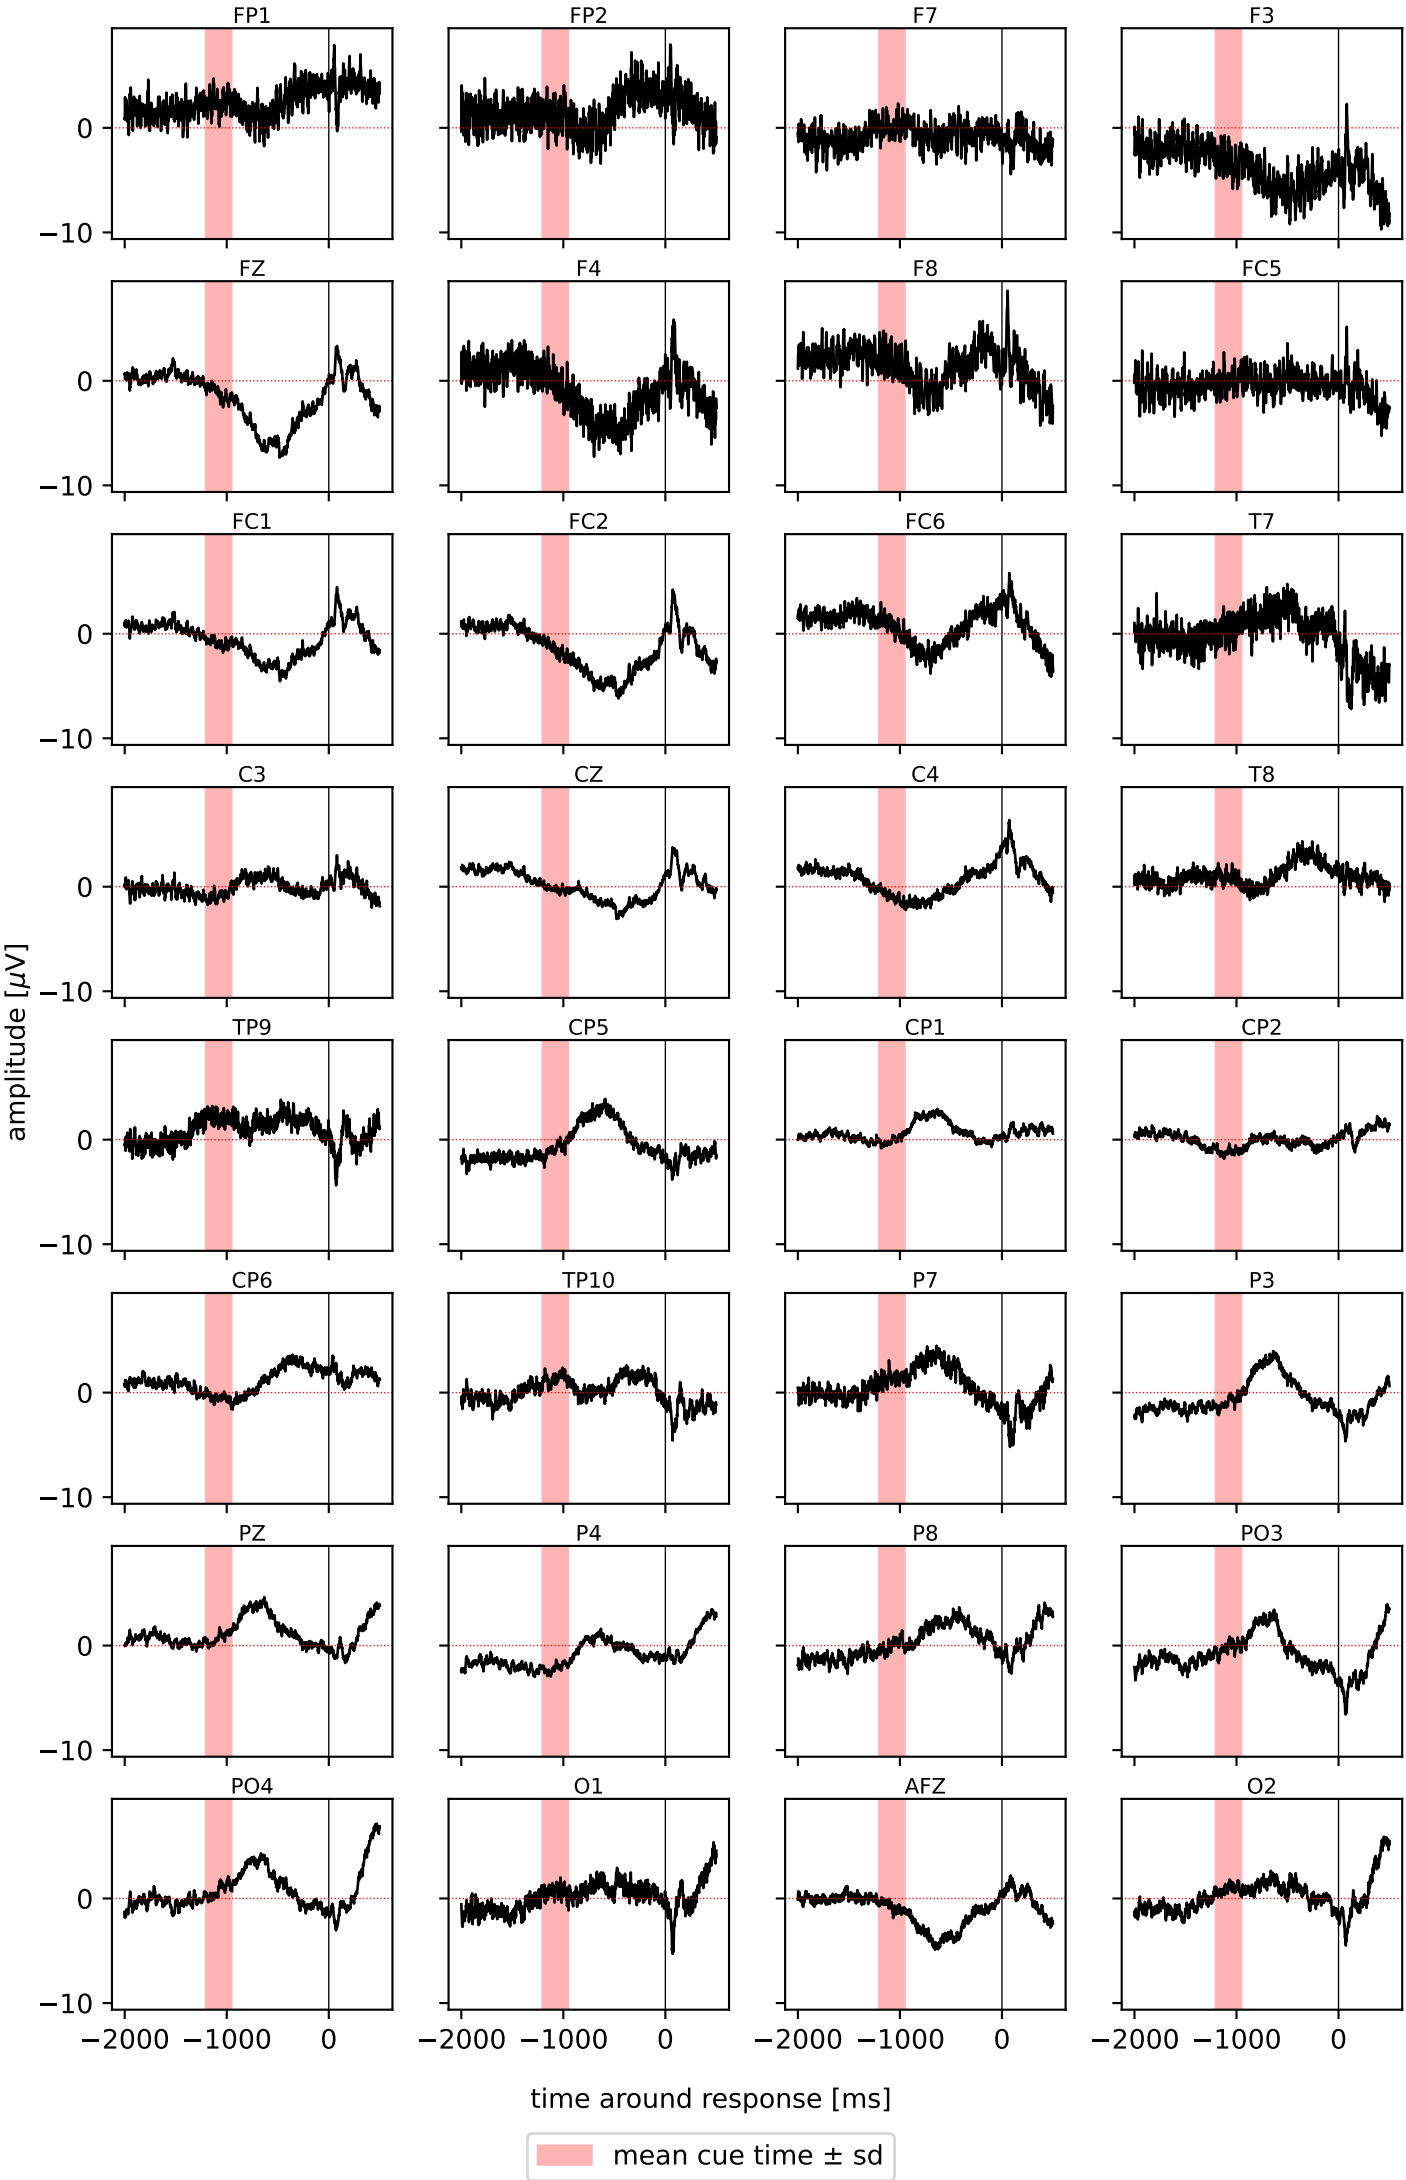 FP1 FP2 F7 F3
0
−10
FZ F4 F8 FC5
0
−10
FC1 FC2 FC6 T7
0
−10
C3 CZ C4 T8
0
−10
TP9 CP5 CP1 CP2
0
−10
CP6 TP10 P7 P3
0
−10
PZ P4 P8 PO3
0
−10
PO4 O1 AFZ O2
0
−10
−2000 −1000 0 −2000 −1000 0 −2000 −1000 0 −2000 −1000 0
amplitude [μV]
time around response [ms]
mean cue time ± sd